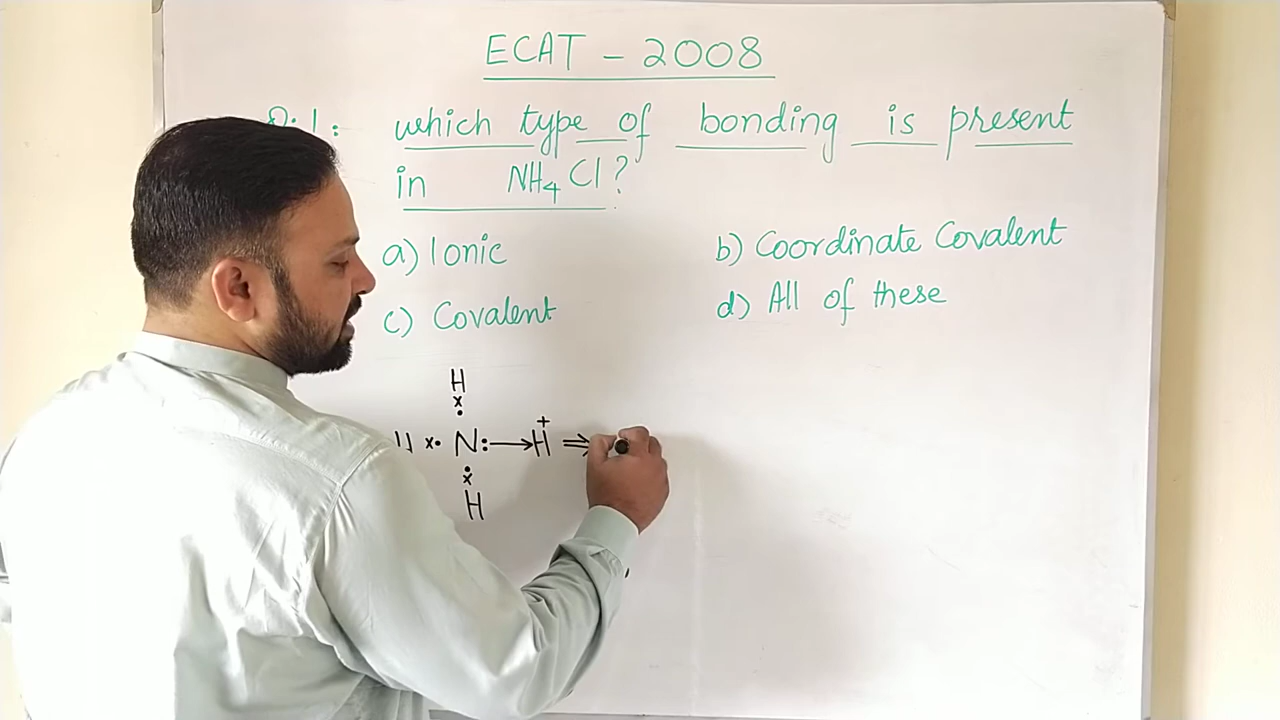 ECAT - 2008
Q.1: which type of bonding is present
in NH₄Cl?
a) Ionic b) Coordinate Covalent
c) Covalent d) All of these
H
x
•
H x• N: → H⁺ ⇒
•
x
H